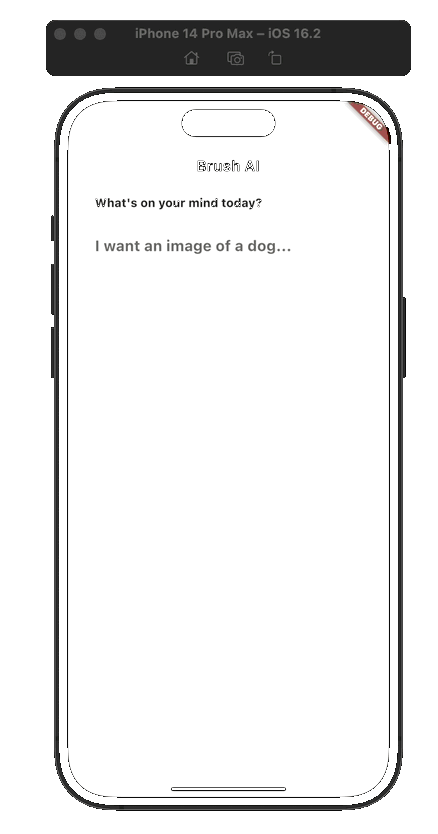 iPhone 14 Pro Max – iOS 16.2
DEBUG
Brush AI
What's on your mind today?
I want an image of a dog...